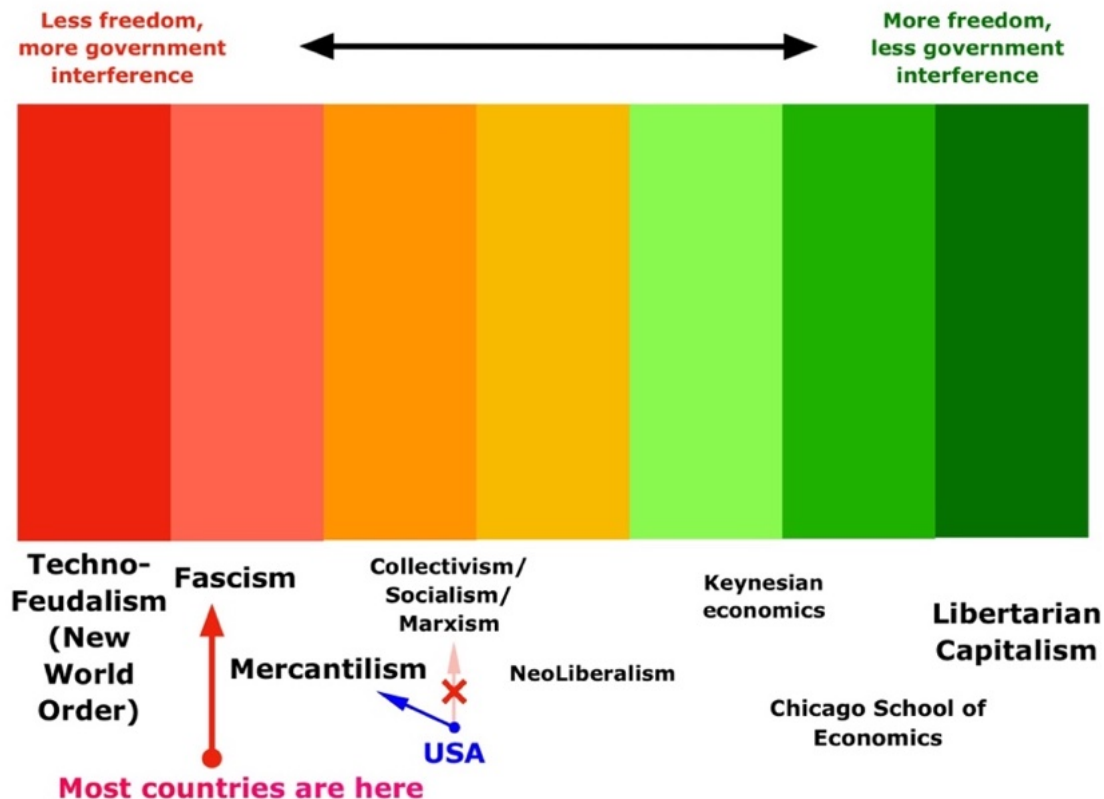 Less freedom,
more government
interference
More freedom,
less government
interference
Techno-
Feudalism
(New
World
Order)
Fascism
Mercantilism
Collectivism/
Socialism/
Marxism
NeoLiberalism
Keynesian
economics
Chicago School of
Economics
Libertarian
Capitalism
USA
Most countries are here